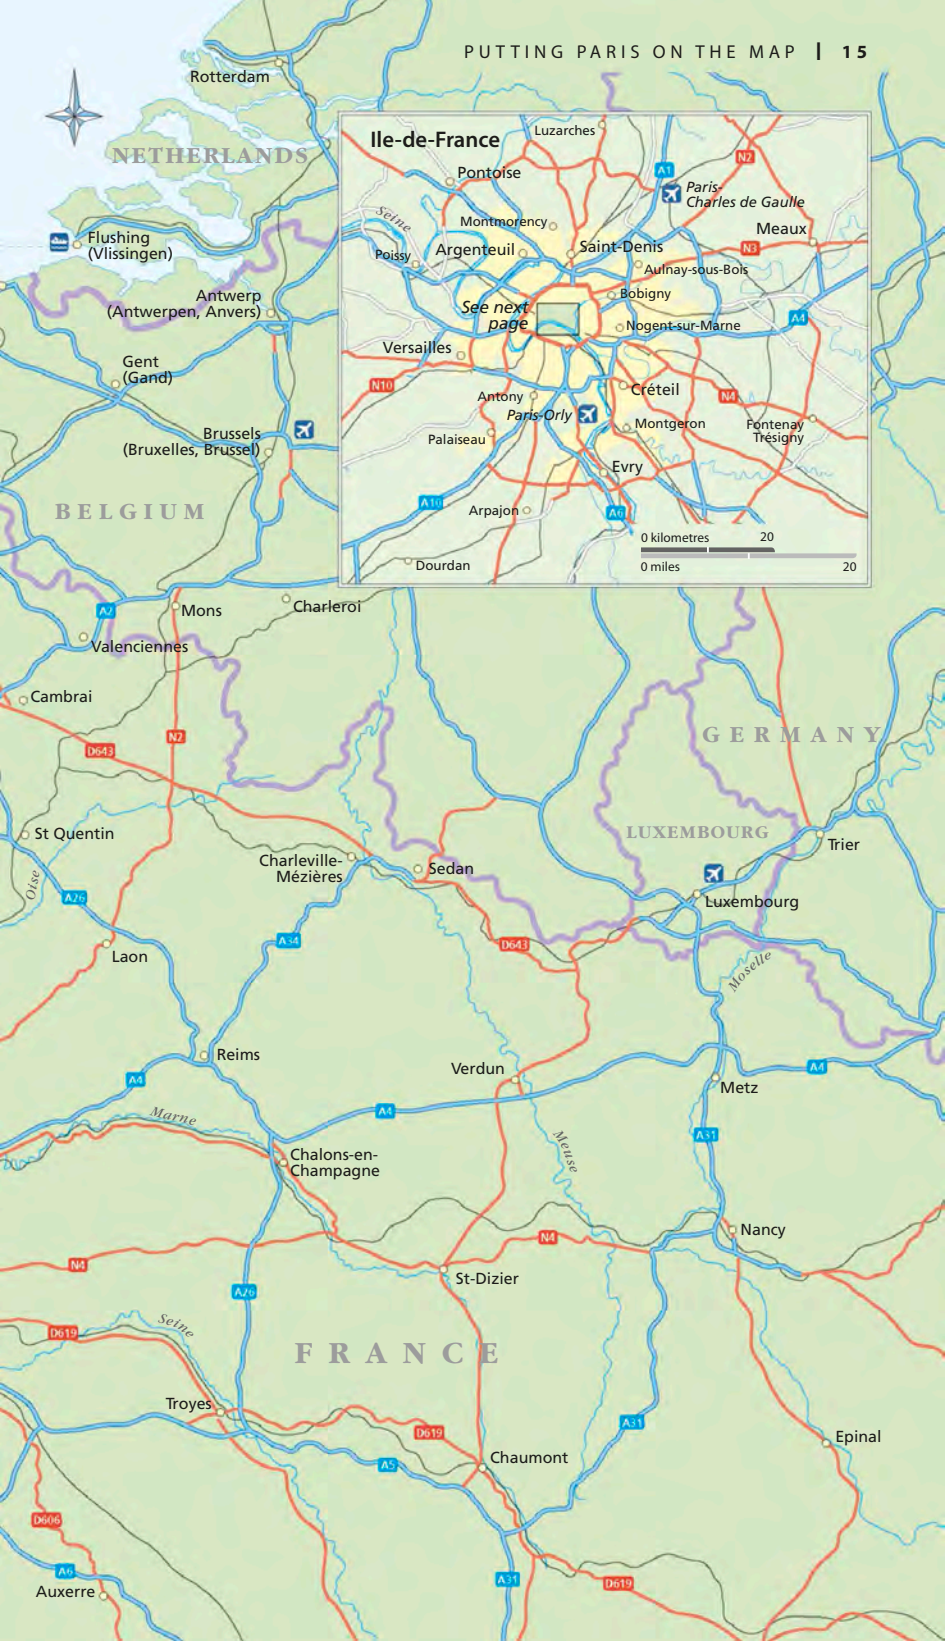 PUTTING PARIS ON THE MAP | 15
Rotterdam
NETHERLANDS
Flushing
(Vlissingen)
Antwerp
(Antwerpen, Anvers)
Gent
(Gand)
Brussels
(Bruxelles, Brussel)
BELGIUM
Ile-de-France
Luzarches
Pontoise
A1
N2
Paris-
Charles de Gaulle
Seine
Montmorency
Meaux
Poissy
Argenteuil
Saint-Denis
N3
Aulnay-sous-Bois
Bobigny
See next
page
Nogent-sur-Marne
A4
Versailles
N10
Créteil
N4
Antony
Paris-Orly
Montgeron
Fontenay
Trésigny
Palaiseau
Evry
A10
Arpajon
A6
0 kilometres 20
0 miles 20
Dourdan
A2
Mons
Charleroi
Valenciennes
Cambrai
N2
D643
GERMANY
St Quentin
LUXEMBOURG
Trier
Charleville-
Mézières
Sedan
Oise
A26
Luxembourg
A34
D643
Laon
Moselle
Reims
Verdun
A4
A4
Metz
A4
Marne
A31
Meuse
Chalons-en-
Champagne
Nancy
N4
N4
St-Dizier
A26
Seine
D619
FRANCE
Troyes
D619
A31
Epinal
Chaumont
A5
D606
A6
A31
D619
Auxerre